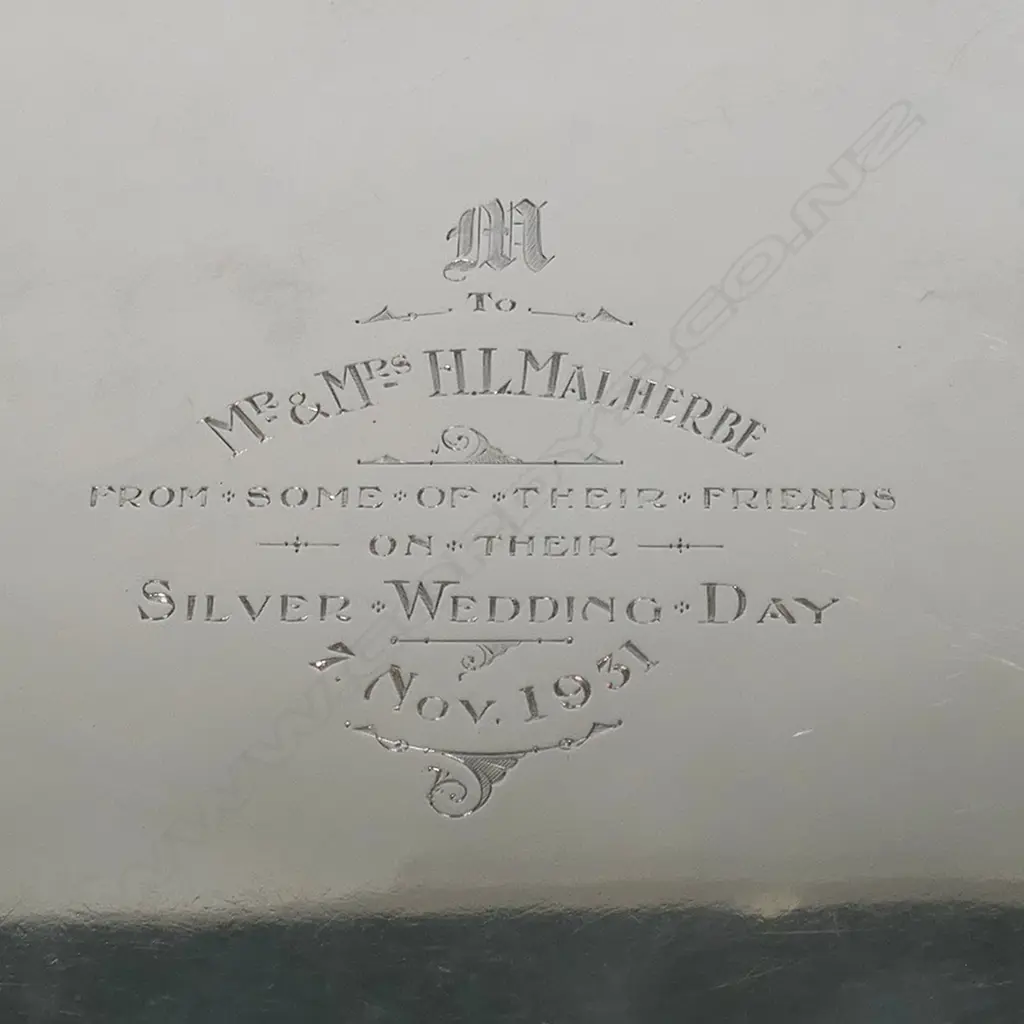 M
To
Mr & Mrs H.L. Malherbe
FROM · SOME · OF · THEIR · FRIENDS
ON · THEIR
SILVER · WEDDING · DAY
7. Nov. 1931